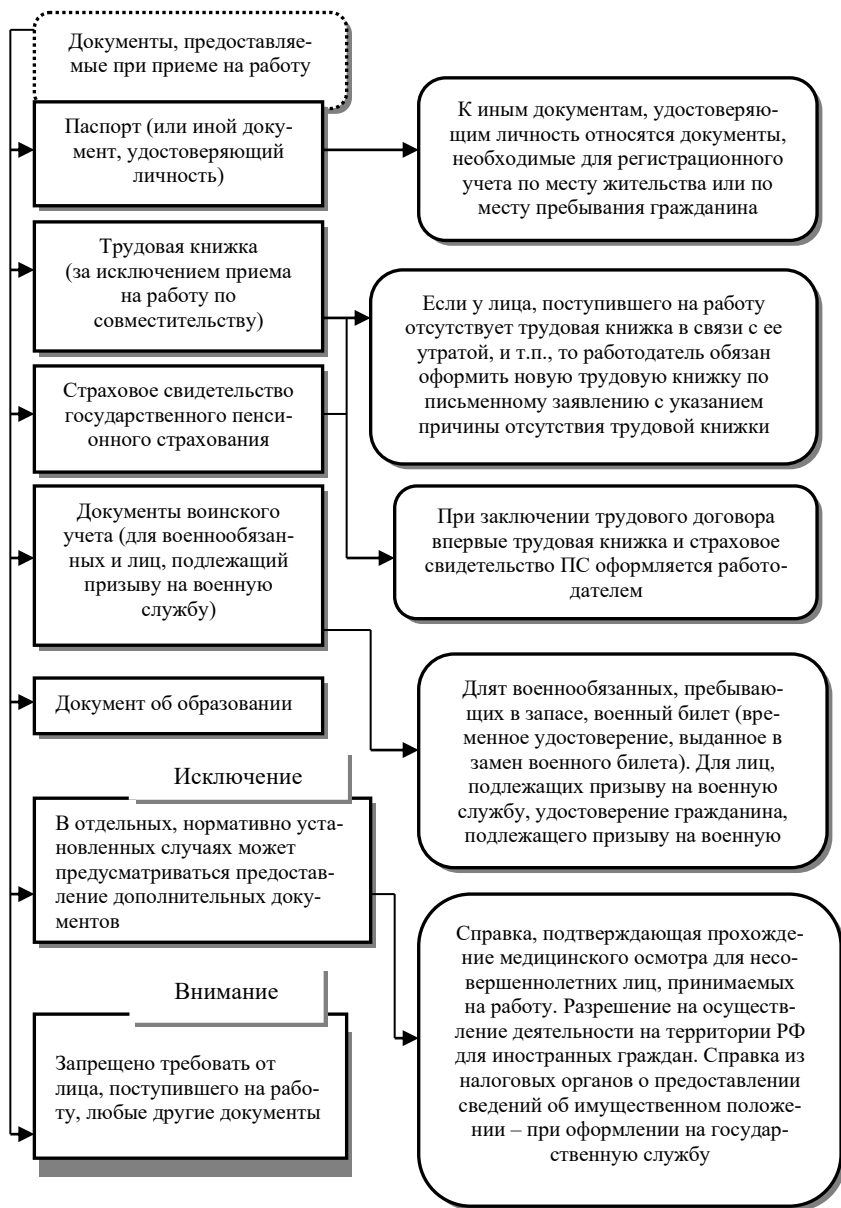 Документы, предоставляе-
мые при приеме на работу
Паспорт (или иной доку-
мент, удостоверяющий
личность)
К иным документам, удостоверяю-
щим личность относятся документы,
необходимые для регистрационного
учета по месту жительства или по
месту пребывания гражданина
Трудовая книжка
(за исключением приема
на работу по
совместительству)
Если у лица, поступившего на работу
отсутствует трудовая книжка в связи с ее
утратой, и т.п., то работодатель обязан
оформить новую трудовую книжку по
письменному заявлению с указанием
причины отсутствия трудовой книжки
Страховое свидетельство
государственного пенси-
онного страхования
При заключении трудового договора
впервые трудовая книжка и страховое
свидетельство ПС оформляется работо-
дателем
Документы воинского
учета (для военнообязан-
ных и лиц, подлежащий
призыву на военную
службу)
Длят военнообязанных, пребываю-
щих в запасе, военный билет (вре-
менное удостоверение, выданное в
замен военного билета). Для лиц,
подлежащих призыву на военную
службу, удостоверение гражданина,
подлежащего призыву на военную
Документ об образовании
Исключение
В отдельных, нормативно уста-
новленных случаях может
предусматриваться предостав-
ление дополнительных доку-
ментов
Справка, подтверждающая прохожде-
ние медицинского осмотра для несо-
вершеннолетних лиц, принимаемых
на работу. Разрешение на осуществ-
ление деятельности на территории РФ
для иностранных граждан. Справка из
налоговых органов о предоставлении
сведений об имущественном положе-
нии – при оформлении на государ-
ственную службу
Внимание
Запрещено требовать от
лица, поступившего на рабо-
ту, любые другие документы